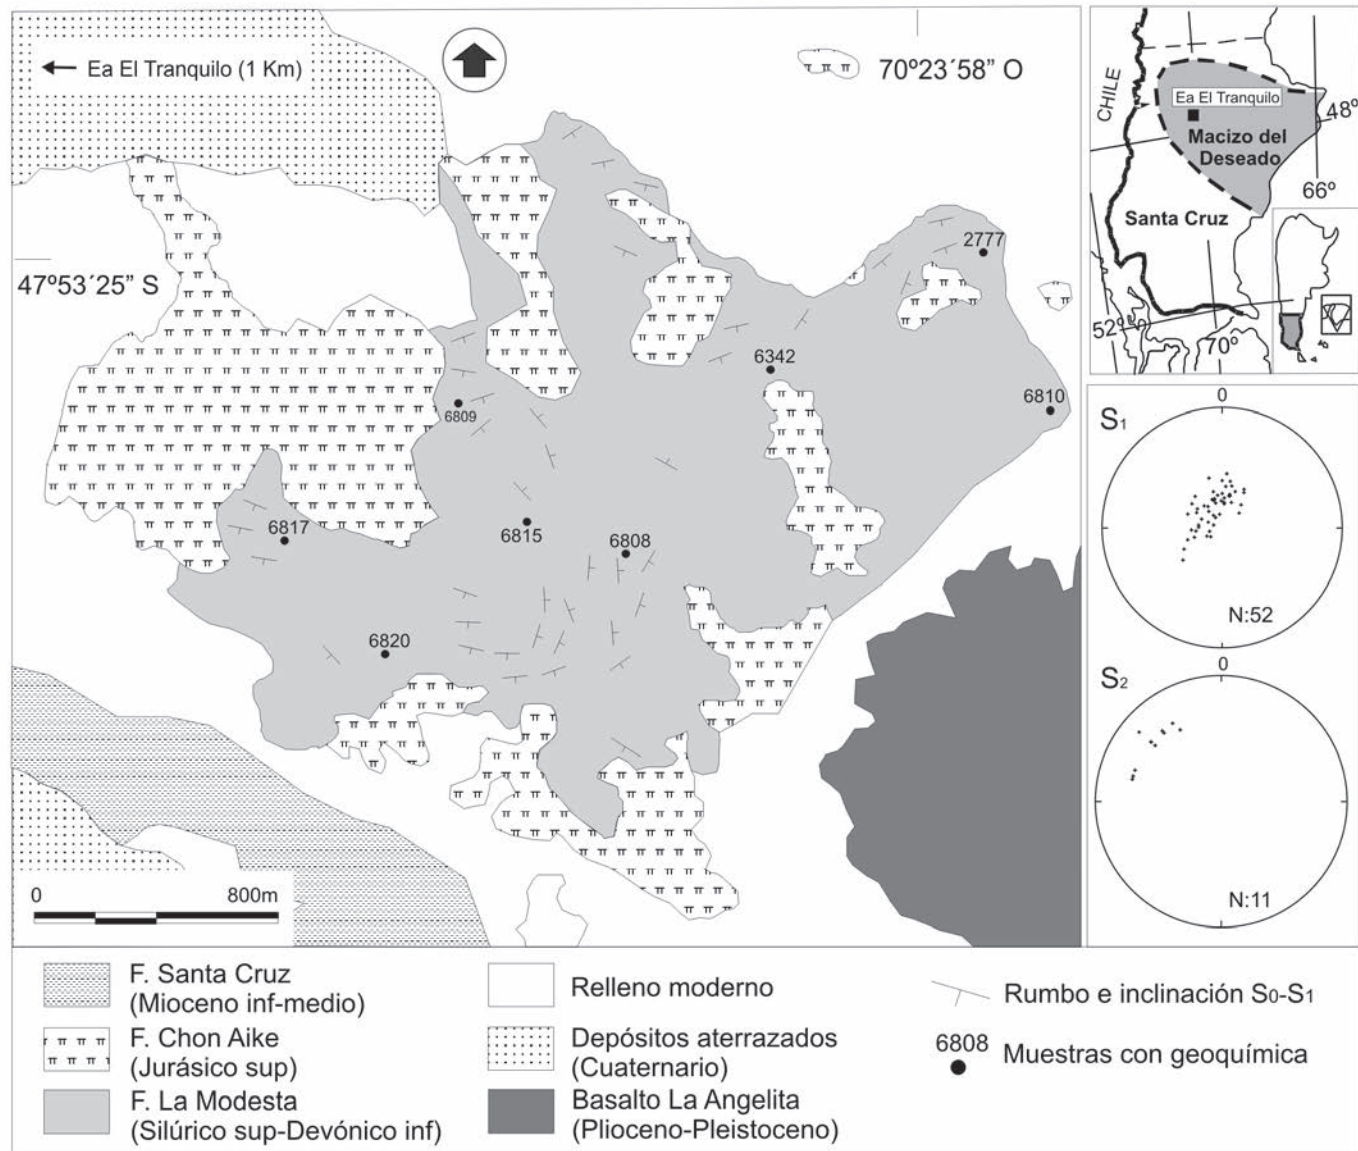 Ea El Tranquilo (1 Km)
70º23´58” O
47º53´25” S
2777
6342
6810
6809
6817
6815
6808
6820
0 800m
CHILE
Ea El Tranquilo
48º
Macizo del
Deseado
66º
Santa Cruz
52º
70º
0
S1
N:52
0
S2
N:11
F. Santa Cruz
(Mioceno inf-medio)
F. Chon Aike
(Jurásico sup)
F. La Modesta
(Silúrico sup-Devónico inf)
Relleno moderno
Depósitos aterrazados
(Cuaternario)
Basalto La Angelita
(Plioceno-Pleistoceno)
Rumbo e inclinación S0-S1
6808
Muestras con geoquímica